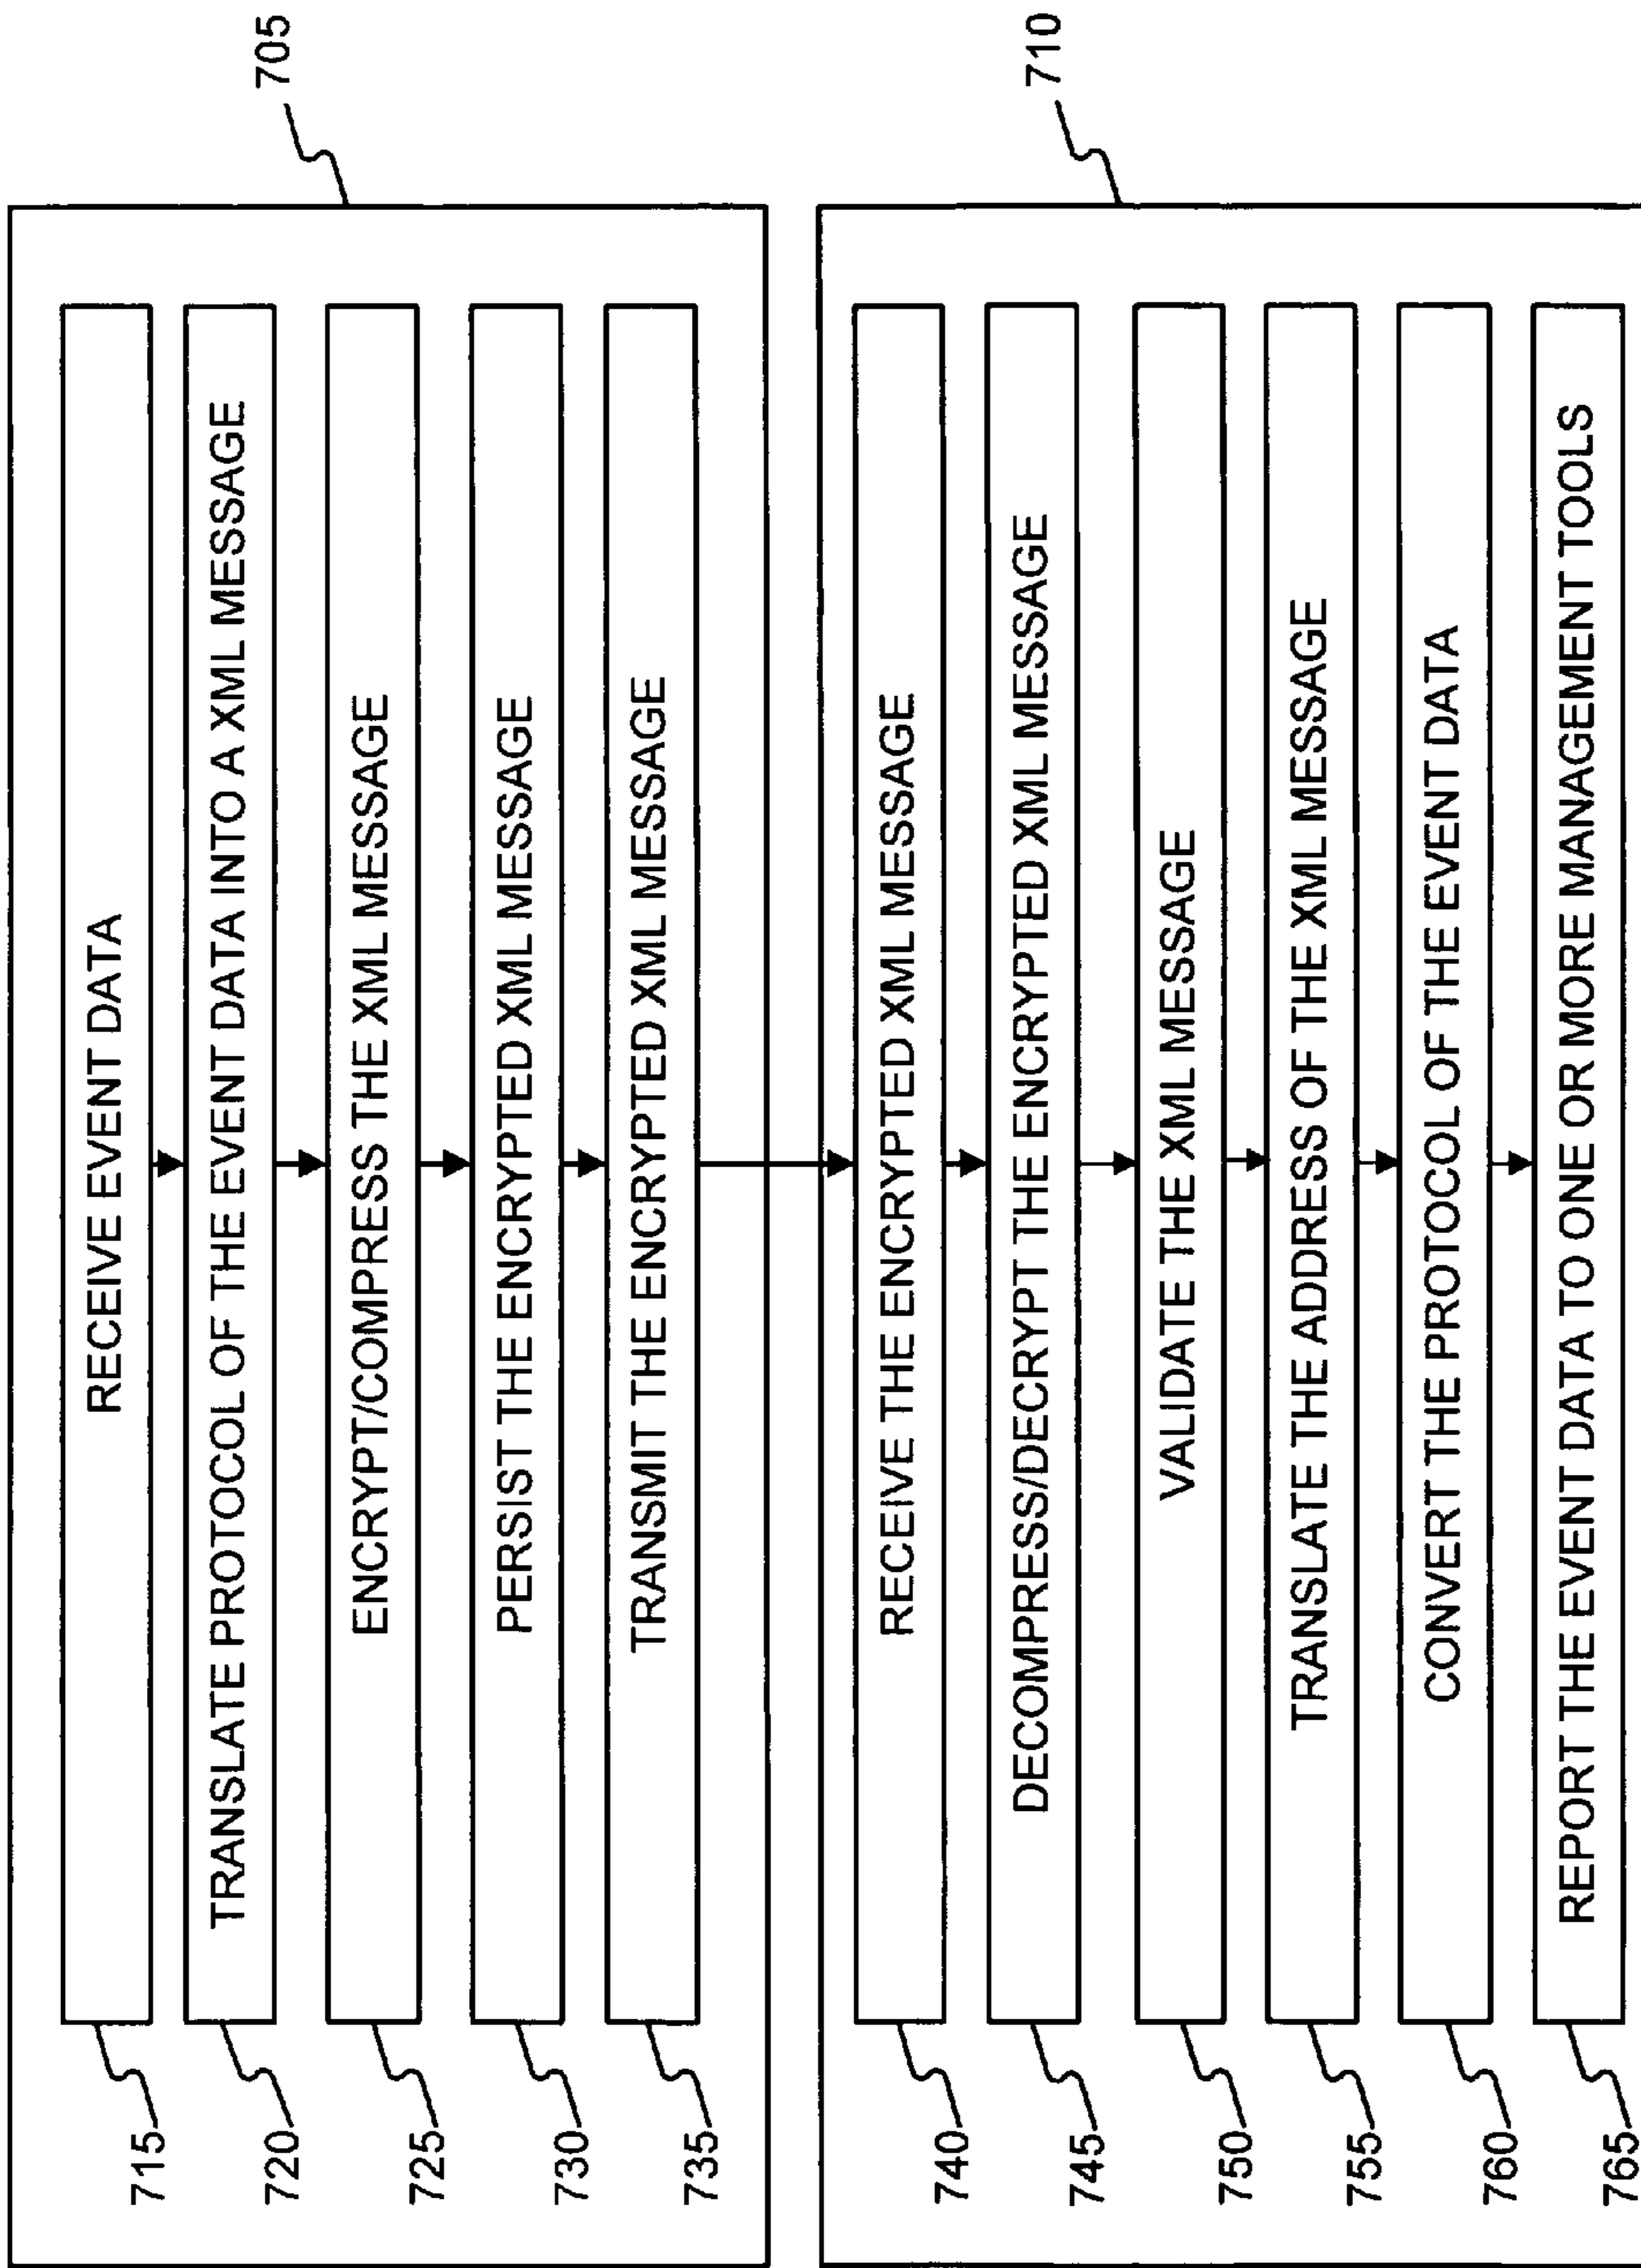 705
715
RECEIVE EVENT DATA
720
TRANSLATE PROTOCOL OF THE EVENT DATA INTO A XML MESSAGE
725
ENCRYPT/COMPRESS THE XML MESSAGE
730
PERSIST THE ENCRYPTED XML MESSAGE
735
TRANSMIT THE ENCRYPTED XML MESSAGE
710
740
RECEIVE THE ENCRYPTED XML MESSAGE
745
DECOMPRESS/DECRYPT THE ENCRYPTED XML MESSAGE
750
VALIDATE THE XML MESSAGE
755
TRANSLATE THE ADDRESS OF THE XML MESSAGE
760
CONVERT THE PROTOCOL OF THE EVENT DATA
765
REPORT THE EVENT DATA TO ONE OR MORE MANAGEMENT TOOLS